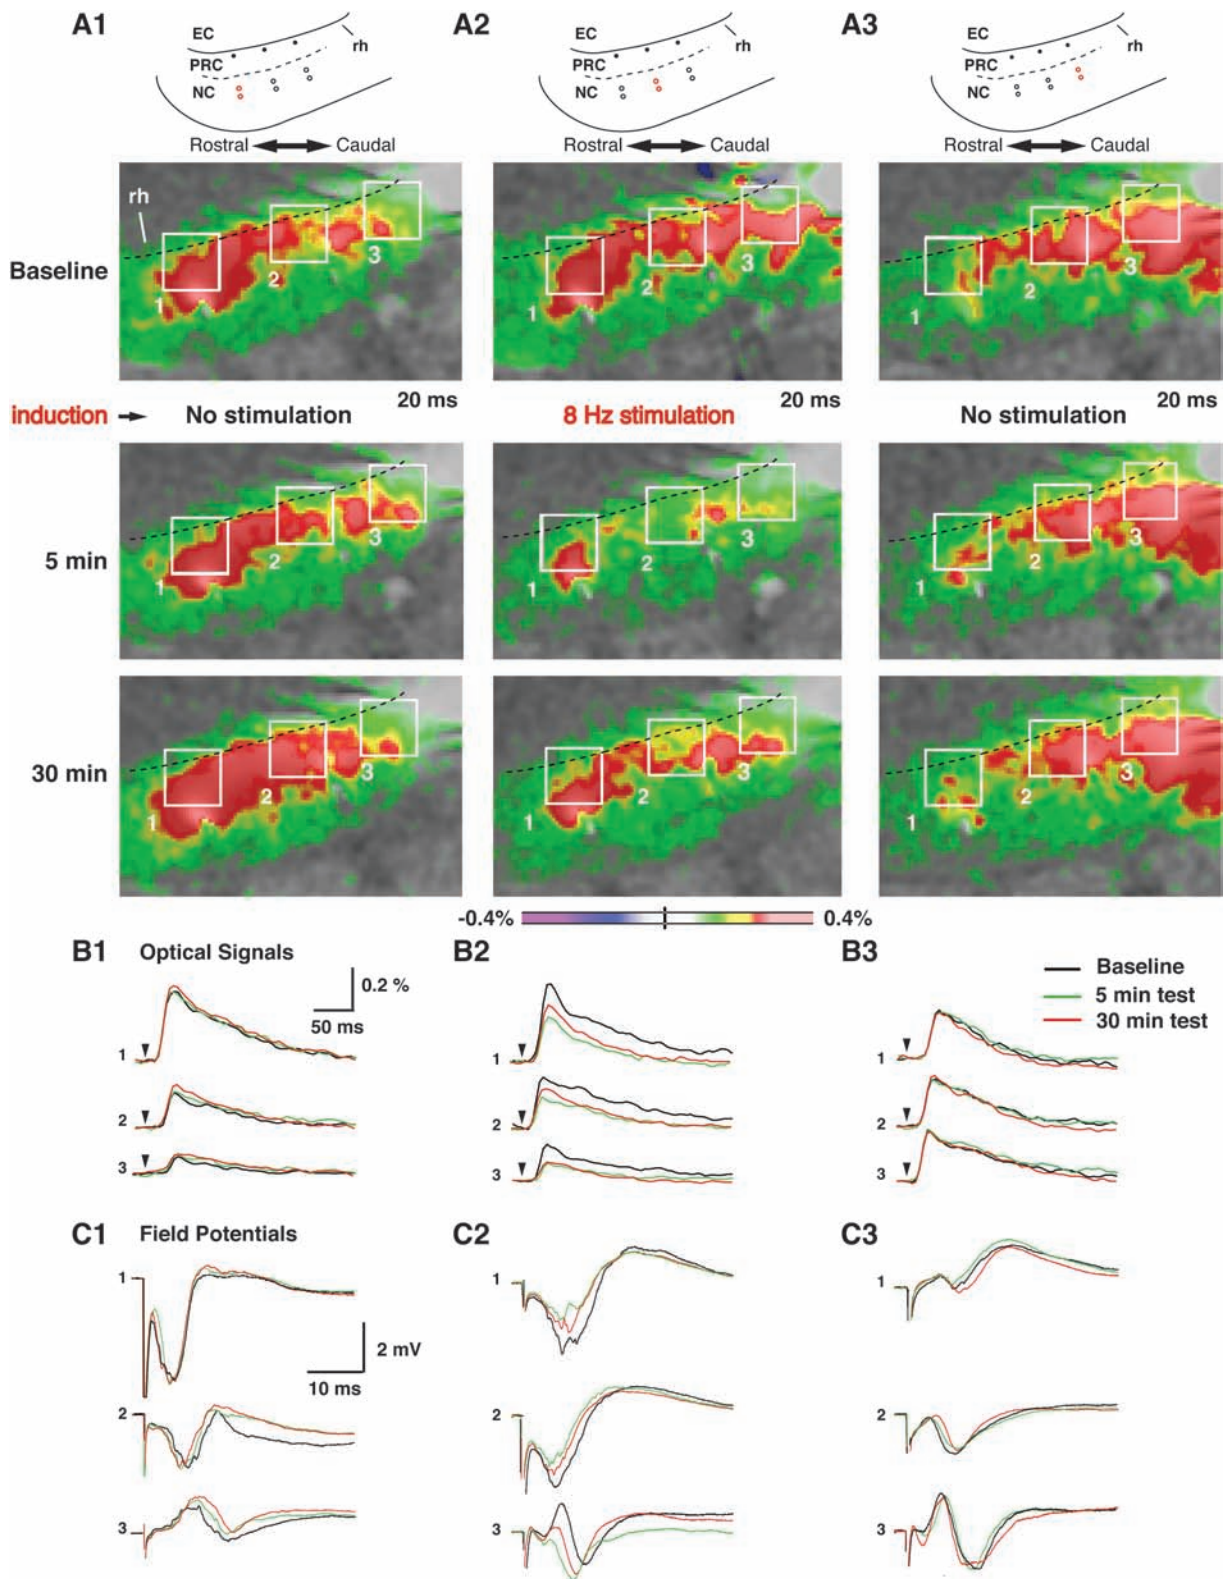 A1
A2
A3
EC
PRC
NC
rh
Rostral
Caudal
EC
PRC
NC
rh
Rostral
Caudal
EC
PRC
NC
rh
Rostral
Caudal
Baseline
rh
1
2
3
1
2
3
1
2
3
20 ms
20 ms
20 ms
induction
No stimulation
8 Hz stimulation
No stimulation
5 min
1
2
3
1
2
3
1
2
3
30 min
1
2
3
1
2
3
1
2
3
-0.4%
0.4%
B1 Optical Signals
B2
B3
0.2 %
50 ms
Baseline
5 min test
30 min test
1
2
3
1
2
3
1
2
3
C1 Field Potentials
C2
C3
1
2
3
2 mV
10 ms
1
2
3
1
2
3